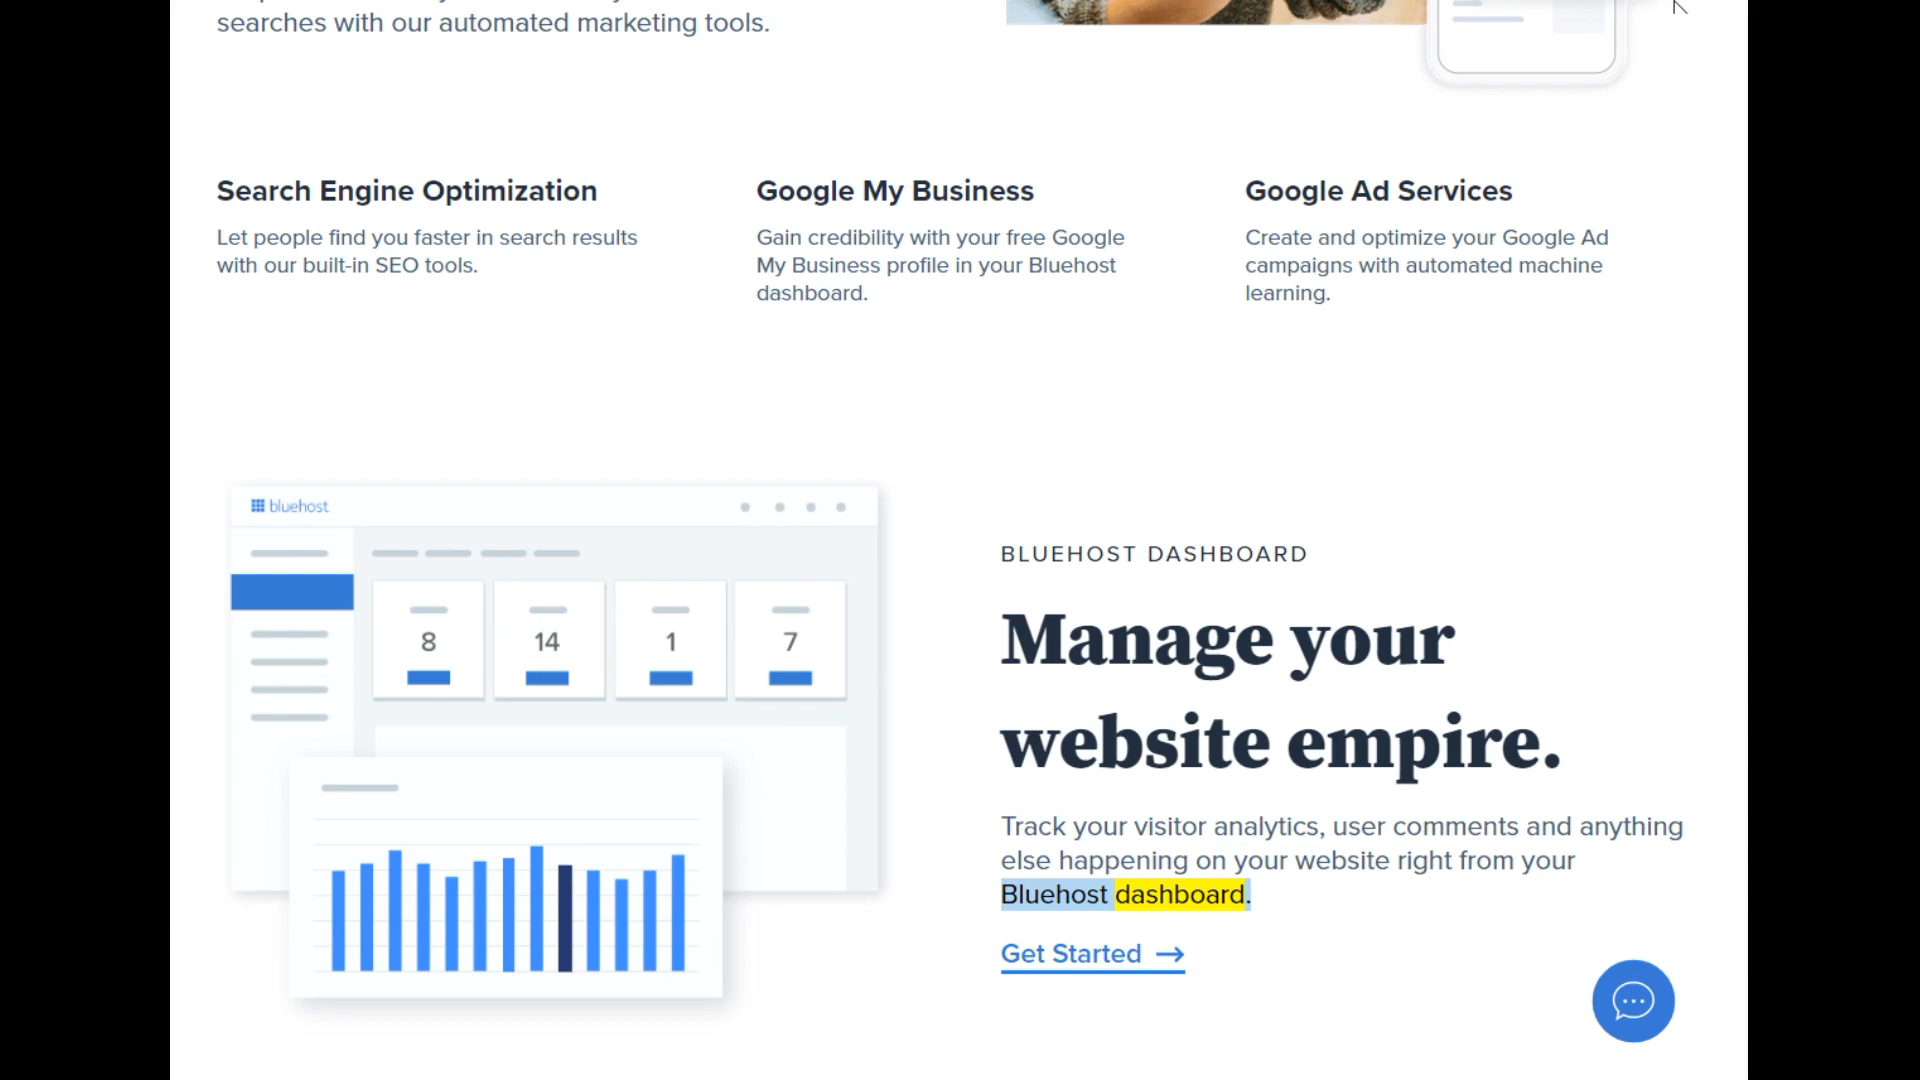 searches with our automated marketing tools.
Search Engine Optimization
Let people find you faster in search results
with our built-in SEO tools.
Google My Business
Gain credibility with your free Google
My Business profile in your Bluehost
dashboard.
Google Ad Services
Create and optimize your Google Ad
campaigns with automated machine
learning.
bluehost
8 14 1 7
BLUEHOST DASHBOARD
Manage your
website empire.
Track your visitor analytics, user comments and anything
else happening on your website right from your
Bluehost dashboard.
Get Started →